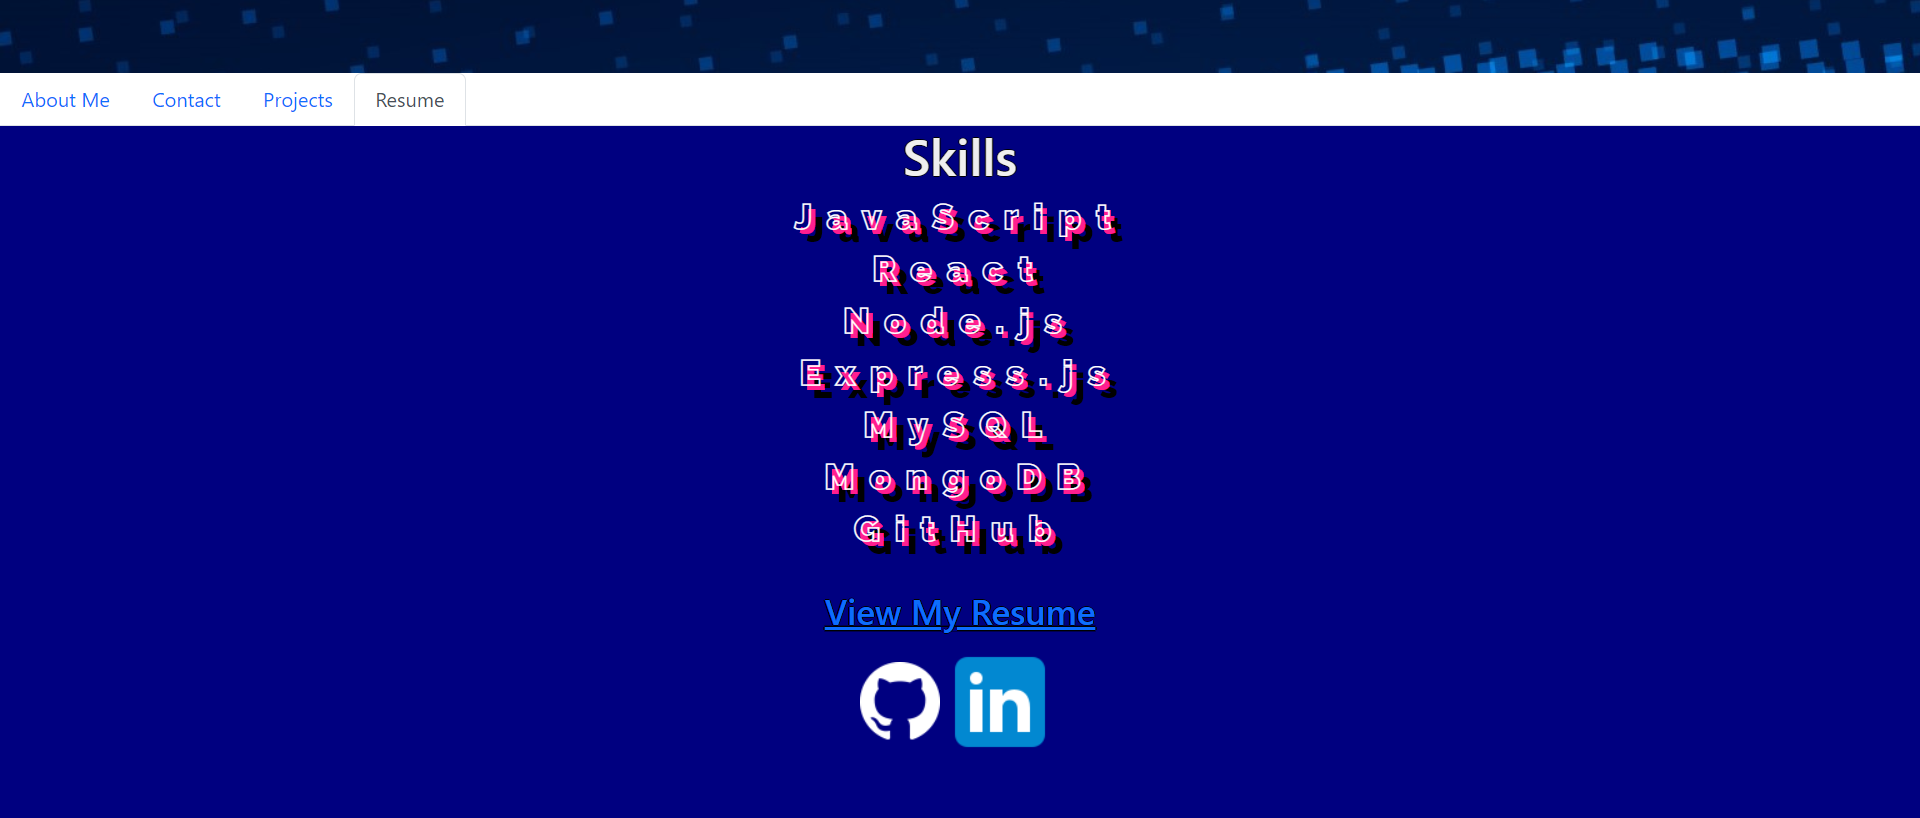 About Me Contact Projects Resume
Skills
JavaScript
React
Node.js
Express.js
MySQL
MongoDB
GitHub
View My Resume
in